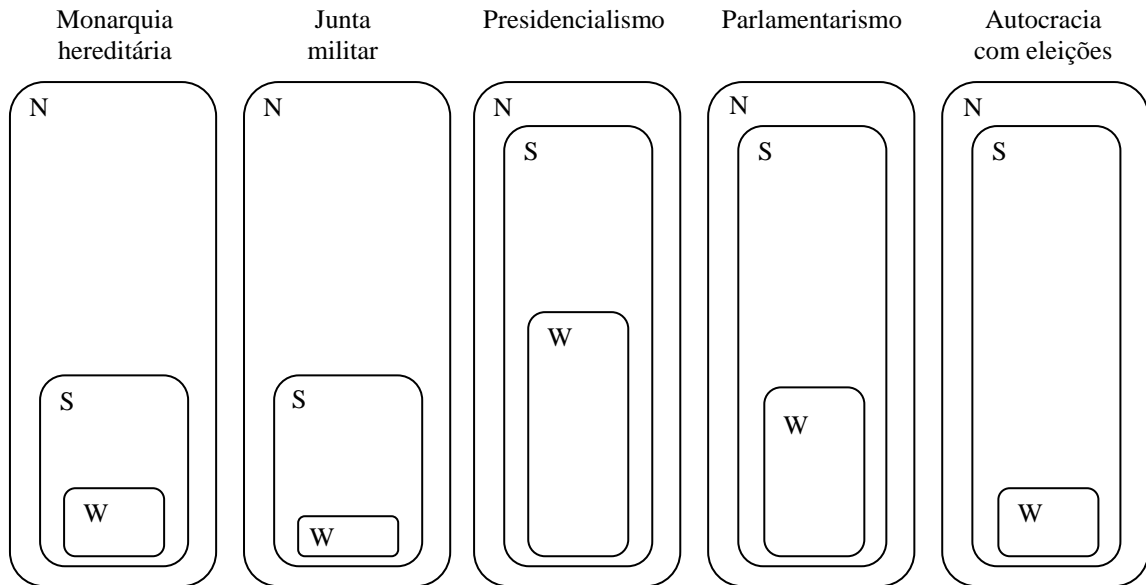 Monarquia
hereditária
Junta
militar
Presidencialismo
Parlamentarismo
Autocracia
com eleições
N
N
N
N
N
S
S
S
W
W
S
S
W
W
W